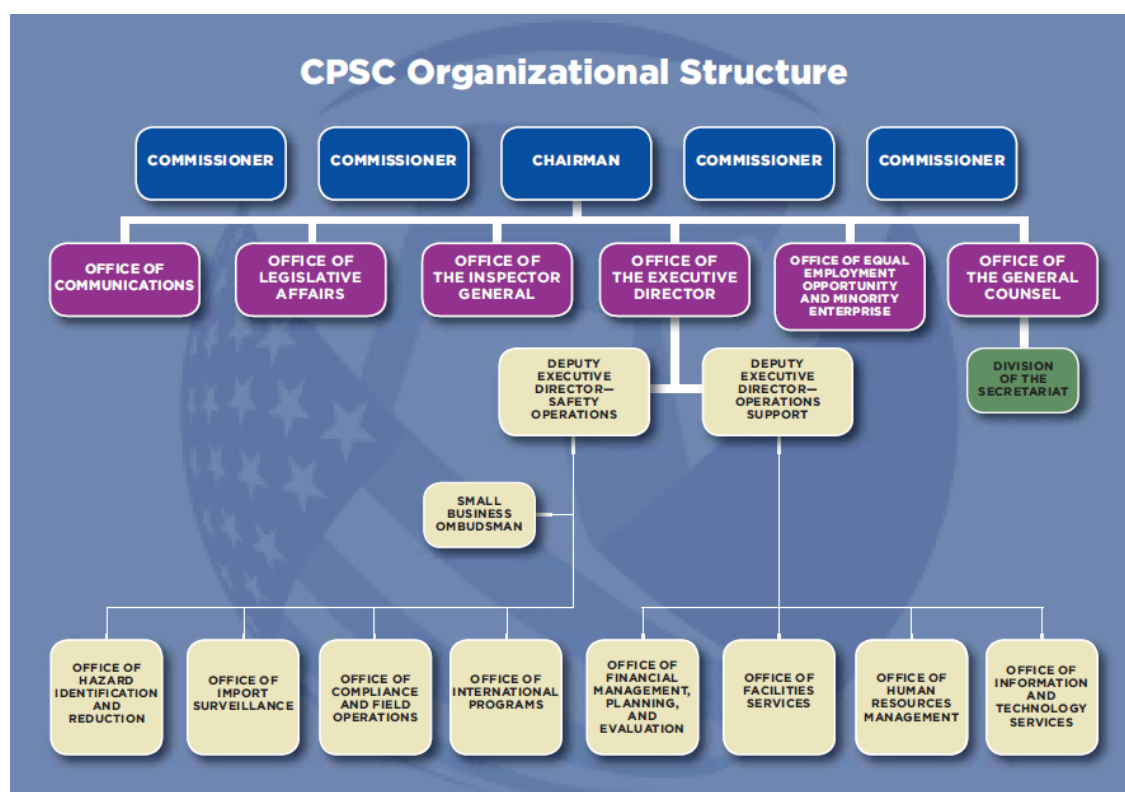 CPSC Organizational Structure
COMMISSIONER
COMMISSIONER
CHAIRMAN
COMMISSIONER
COMMISSIONER
OFFICE OF
COMMUNICATIONS
OFFICE OF
LEGISLATIVE
AFFAIRS
OFFICE OF
THE INSPECTOR
GENERAL
OFFICE OF
THE EXECUTIVE
DIRECTOR
OFFICE OF EQUAL
EMPLOYMENT
OPPORTUNITY
AND MINORITY
ENTERPRISE
OFFICE OF
THE GENERAL
COUNSEL
DEPUTY
EXECUTIVE
DIRECTOR—
SAFETY
OPERATIONS
DEPUTY
EXECUTIVE
DIRECTOR—
OPERATIONS
SUPPORT
DIVISION
OF THE
SECRETARIAT
SMALL
BUSINESS
OMBUDSMAN
OFFICE OF
HAZARD
IDENTIFICATION
AND
REDUCTION
OFFICE OF
IMPORT
SURVEILLANCE
OFFICE OF
COMPLIANCE
AND FIELD
OPERATIONS
OFFICE OF
INTERNATIONAL
PROGRAMS
OFFICE OF
FINANCIAL
MANAGEMENT,
PLANNING,
AND
EVALUATION
OFFICE OF
FACILITIES
SERVICES
OFFICE OF
HUMAN
RESOURCES
MANAGEMENT
OFFICE OF
INFORMATION
AND
TECHNOLOGY
SERVICES